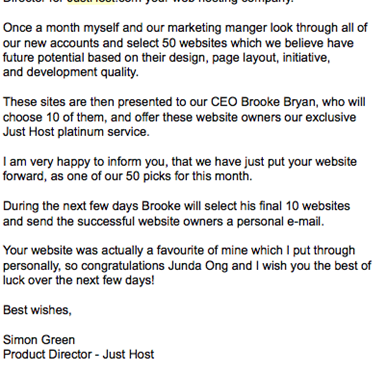 Director for JustHost.com your web hosting company.
Once a month myself and our marketing manger look through all of
our new accounts and select 50 websites which we believe have
future potential based on their design, page layout, initiative,
and development quality.
These sites are then presented to our CEO Brooke Bryan, who will
choose 10 of them, and offer these website owners our exclusive
Just Host platinum service.
I am very happy to inform you, that we have just put your website
forward, as one of our 50 picks for this month.
During the next few days Brooke will select his final 10 websites
and send the successful website owners a personal e-mail.
Your website was actually a favourite of mine which I put through
personally, so congratulations Junda Ong and I wish you the best of
luck over the next few days!
Best wishes,
Simon Green
Product Director - Just Host